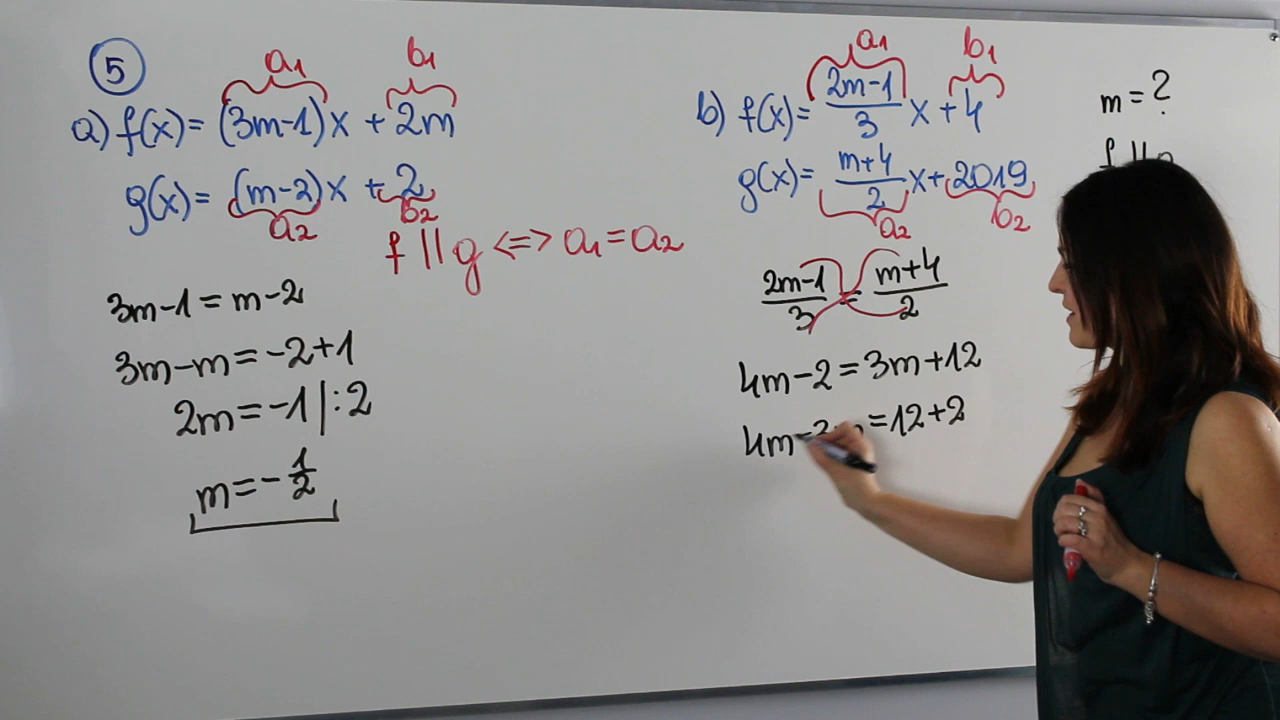 5
a₁ b₁
a) f(x) = (3m-1)x + 2m
g(x) = (m-2)x + 2
a₂ b₂
f || g <=> a₁ = a₂
3m-1 = m-2
3m-m = -2+1
2m = -1 |:2
m = -1/2
a₁ b₁
b) f(x) = (2m-1)/3 x + 4
g(x) = (m+4)/2 x + 2019
a₂ b₂
(2m-1)/3 = (m+4)/2
4m-2 = 3m+12
4m-3m = 12+2
m = ?
f || g